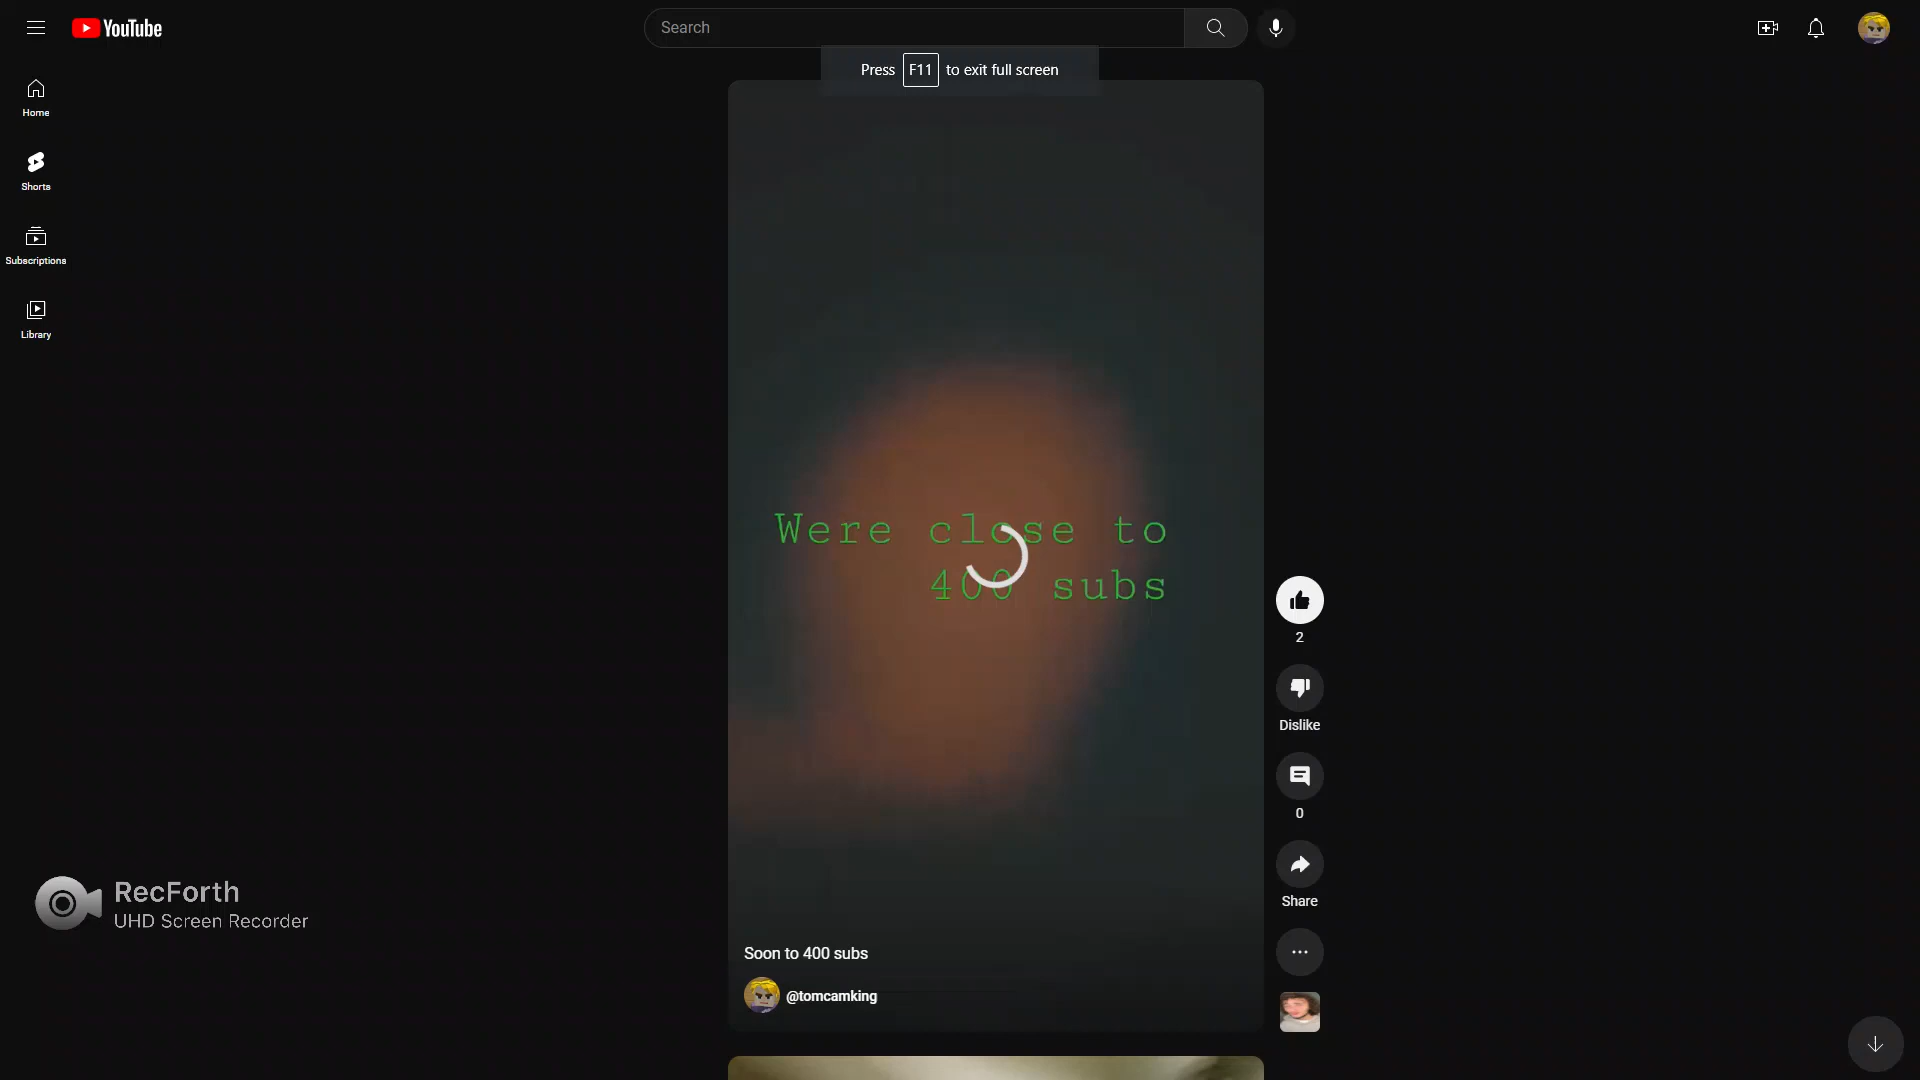 YouTube
Search
Press F11 to exit full screen
Home
Shorts
Subscriptions
Library
Were close to
400 subs
2
Dislike
0
Share
RecForth
UHD Screen Recorder
Soon to 400 subs
@tomcamking